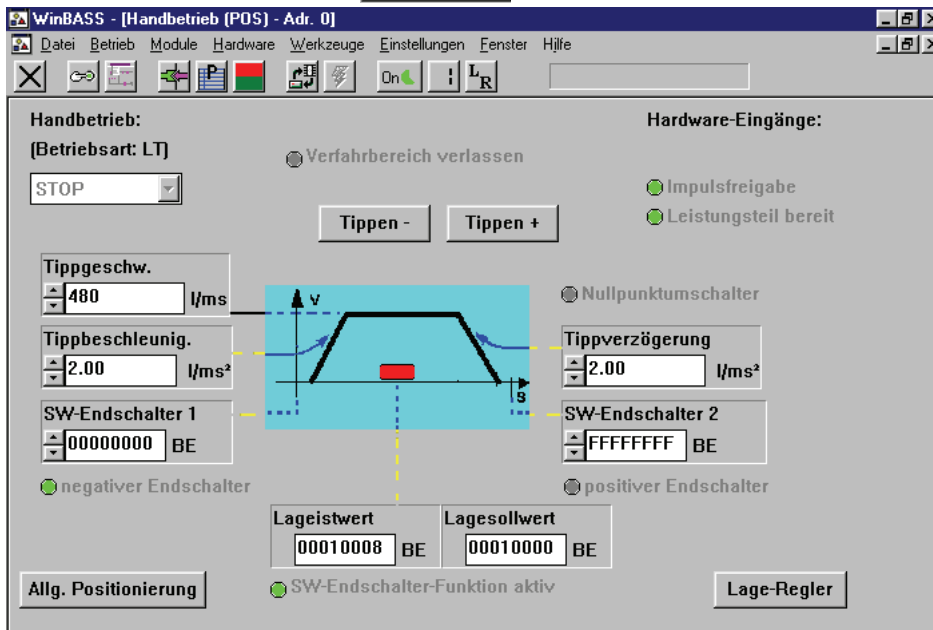 WinBASS - [Handbetrieb (POS) - Adr. 0]
Datei Betrieb Module Hardware Werkzeuge Einstellungen Fenster Hilfe
P On L R
Handbetrieb: Hardware-Eingänge:
(Betriebsart: LT) Verfahrbereich verlassen
STOP Impulsfreigabe
Tippen - Tippen + Leistungsteil bereit
Tippgeschw.
480 I/ms V Nullpunktumschalter
Tippbeschleunig. Tippverzögerung
2.00 I/ms² 2.00 I/ms²
S
SW-Endschalter 1 SW-Endschalter 2
00000000 BE FFFFFFFF BE
negativer Endschalter positiver Endschalter
Lageistwert Lagesollwert
00010008 BE 00010000 BE
Allg. Positionierung SW-Endschalter-Funktion aktiv Lage-Regler